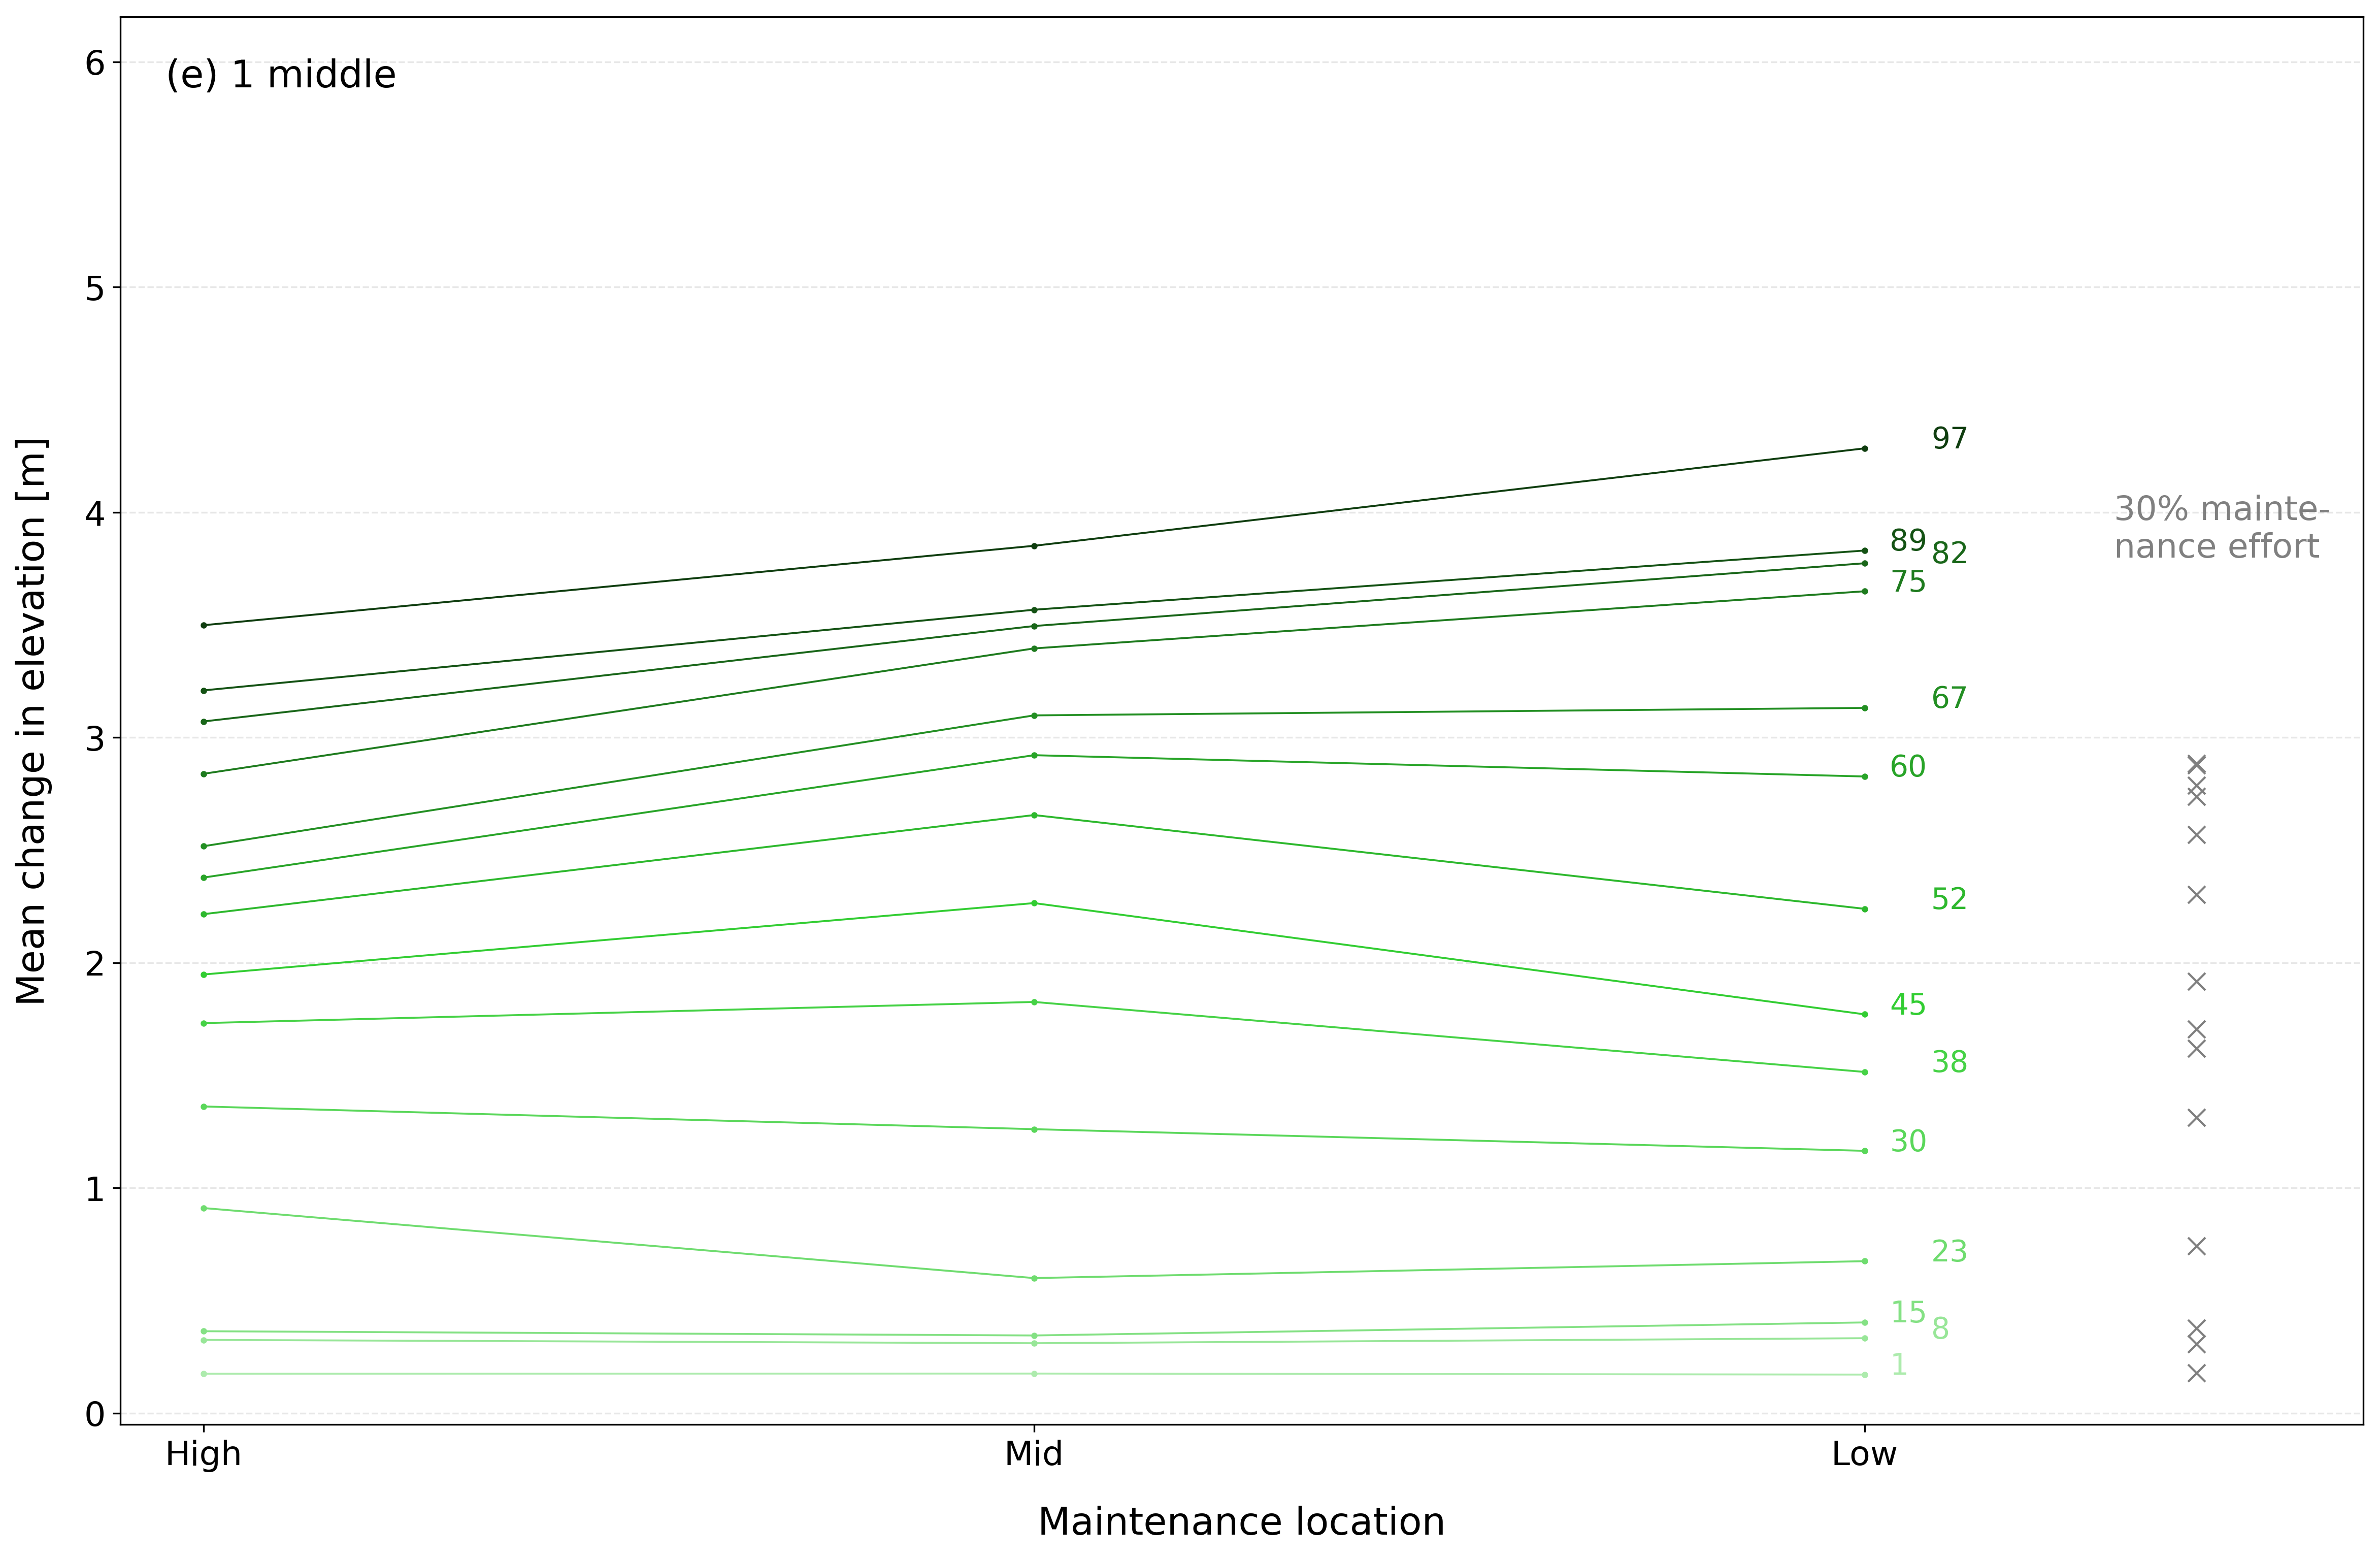 (e) 1 middle
6
5
4
3
2
1
0
Mean change in elevation [m]
97
89
82
75
67
60
52
45
38
30
23
15
8
1
30% mainte-
nance effort
High
Mid
Low
Maintenance location